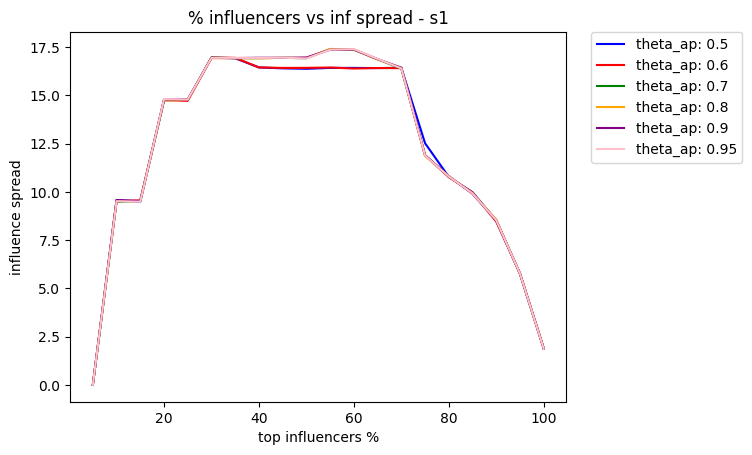 % influencers vs inf spread - s1
theta_ap: 0.5
theta_ap: 0.6
theta_ap: 0.7
theta_ap: 0.8
theta_ap: 0.9
theta_ap: 0.95
influence spread
17.5
15.0
12.5
10.0
7.5
5.0
2.5
0.0
20 40 60 80 100
top influencers %